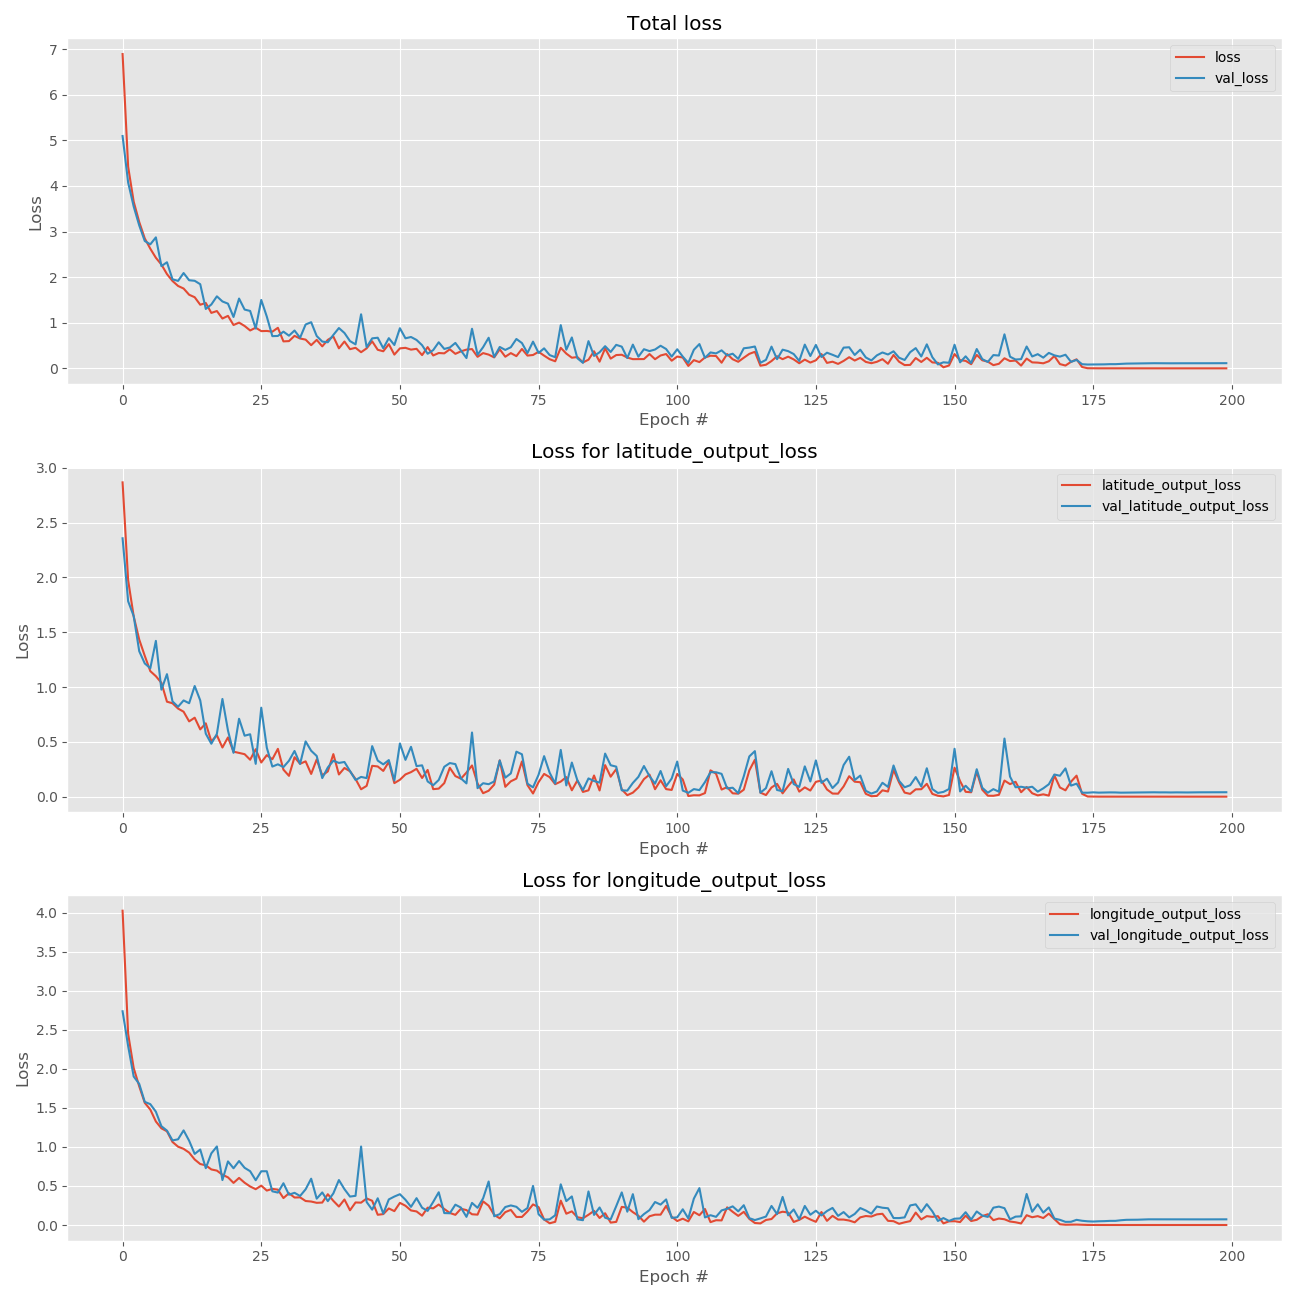 Total loss
7
6
5
4
3
2
1
0
Loss
loss
val_loss
0 25 50 75 100 125 150 175 200
Epoch #
Loss for latitude_output_loss
3.0
2.5
2.0
1.5
1.0
0.5
0.0
Loss
latitude_output_loss
val_latitude_output_loss
0 25 50 75 100 125 150 175 200
Epoch #
Loss for longitude_output_loss
4.0
3.5
3.0
2.5
2.0
1.5
1.0
0.5
0.0
Loss
longitude_output_loss
val_longitude_output_loss
0 25 50 75 100 125 150 175 200
Epoch #